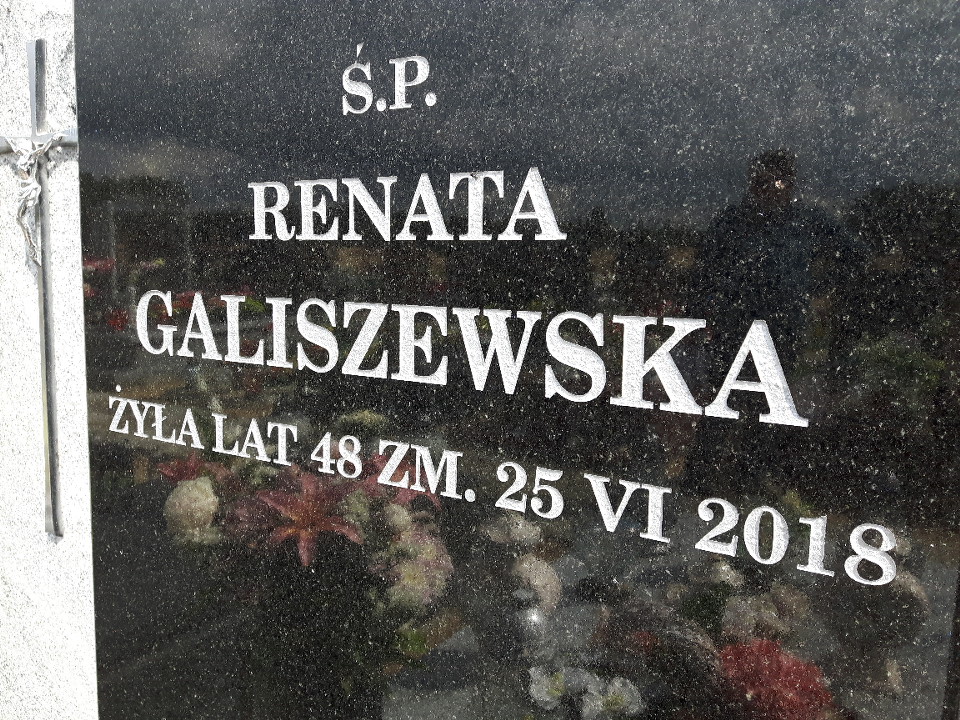 Ś.P.
RENATA
GALISZEWSKA
ŻYŁA LAT 48 ZM. 25 VI 2018